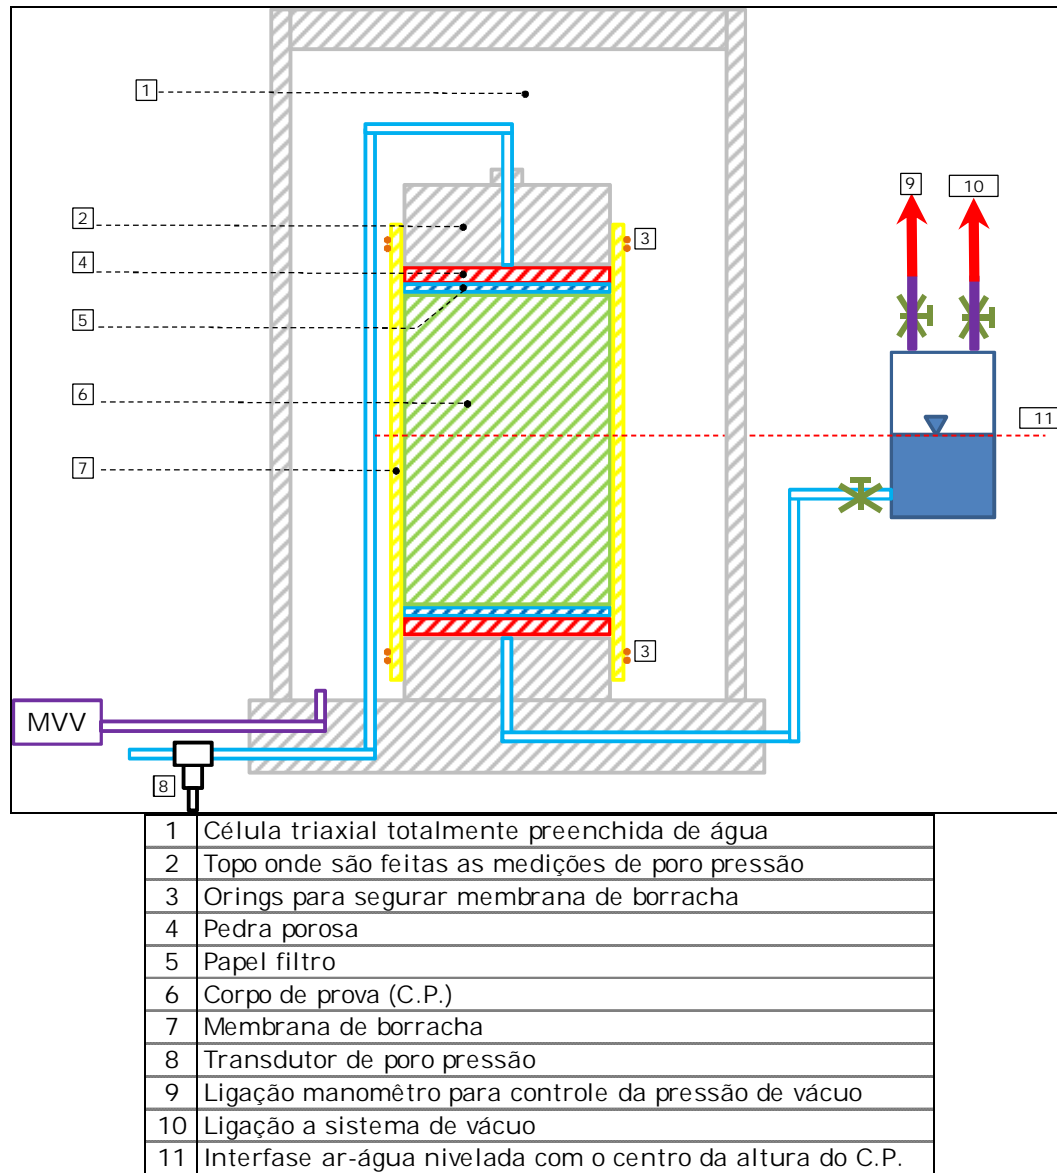 1
9
10
2
3
4
5
6
11
7
3
MVV
8
1 Célula triaxial totalmente preenchida de água
2 Topo onde são feitas as medições de poro pressão
3 Orings para segurar membrana de borracha
4 Pedra porosa
5 Papel filtro
6 Corpo de prova (C.P.)
7 Membrana de borracha
8 Transdutor de poro pressão
9 Ligação manomêtro para controle da pressão de vácuo
10 Ligação a sistema de vácuo
11 Interfase ar-água nivelada com o centro da altura do C.P.